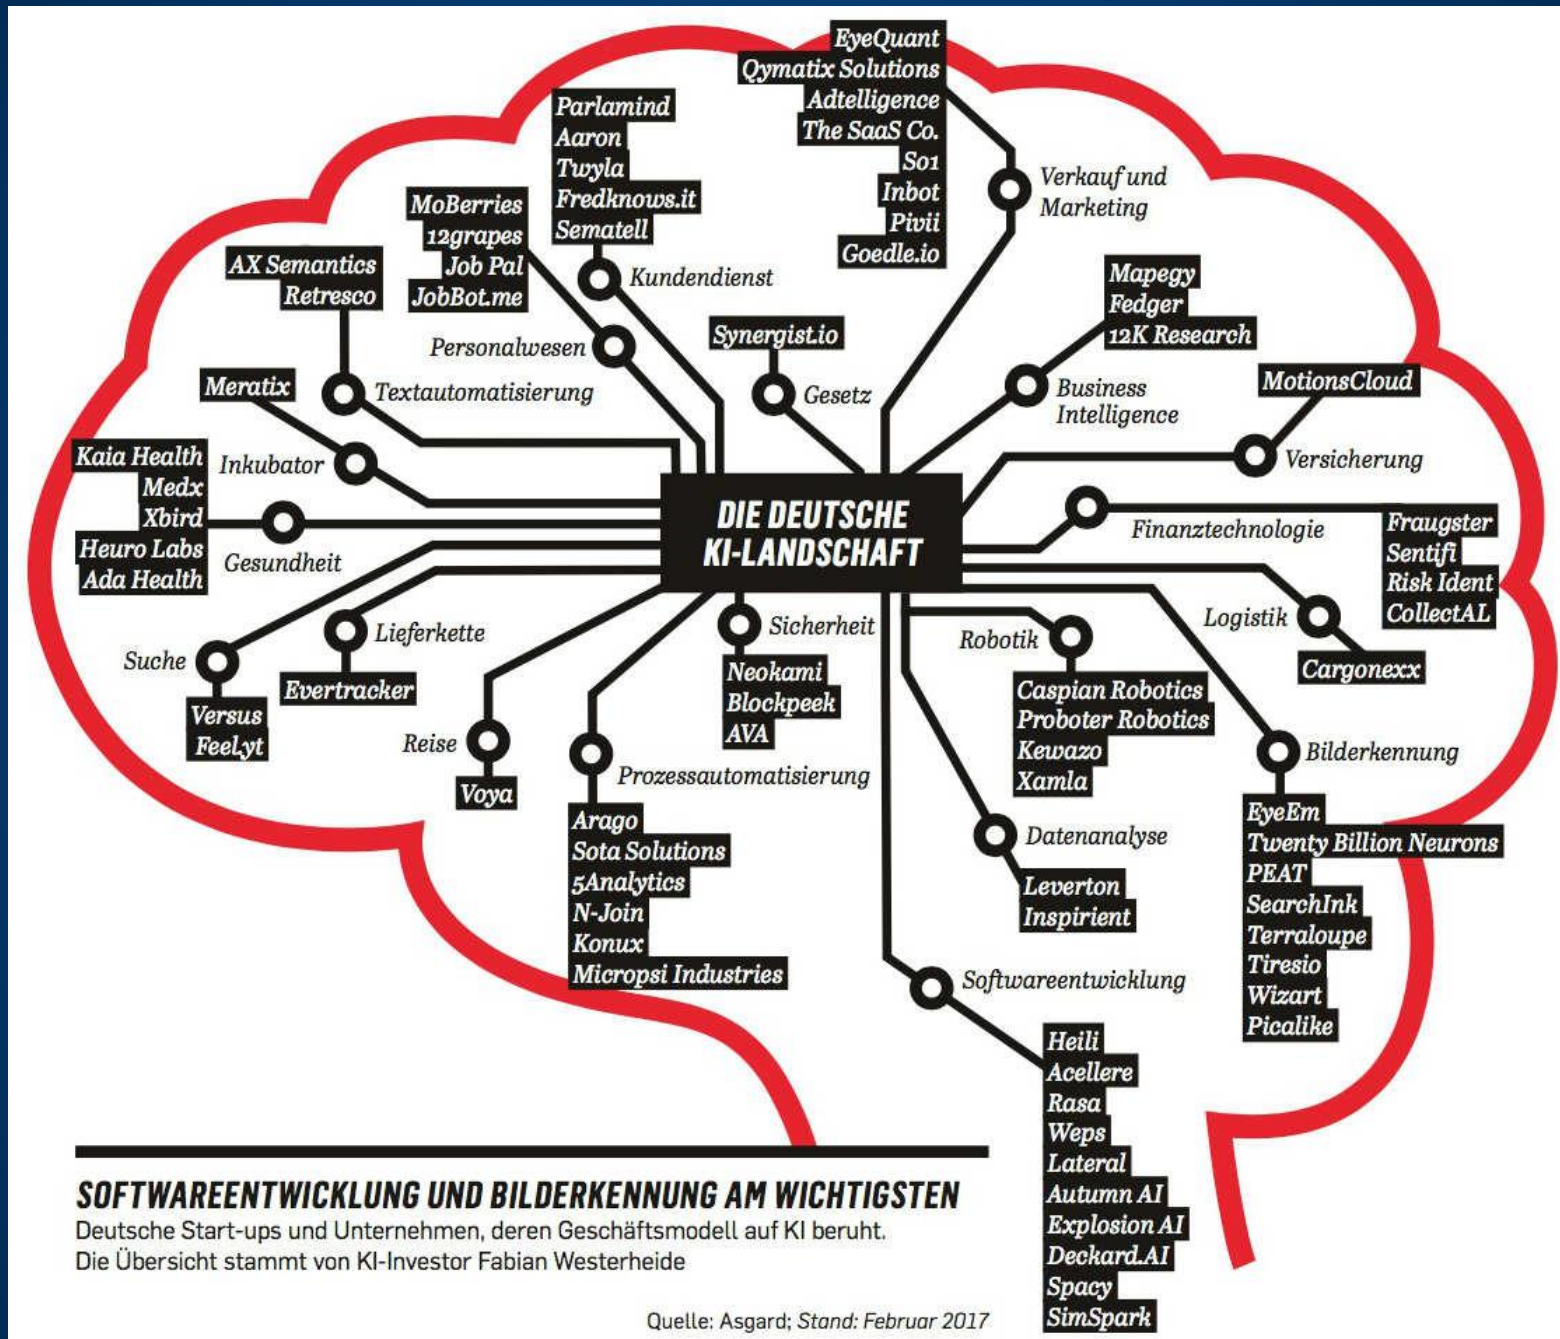 EyeQuant
Qymatix Solutions
Adtelligence
The SaaS Co.
So1
Inbot
Pivii
Goedle.io
Verkauf und
Marketing
Parlamind
Aaron
Twyla
Fredknows.it
Sematell
Kundendienst
MoBerries
12grapes
Job Pal
JobBot.me
Personalwesen
AX Semantics
Retresco
Textautomatisierung
Synergist.io
Gesetz
Mapegy
Fedger
12K Research
Business
Intelligence
MotionsCloud
Versicherung
Meratix
Inkubator
Kaia Health
Medx
Xbird
Heuro Labs
Ada Health
Gesundheit
DIE DEUTSCHE
KI-LANDSCHAFT
Finanztechnologie
Fraugster
Sentifi
Risk Ident
CollectAL
Logistik
Cargonexx
Suche
Versus
Feel.yt
Lieferkette
Evertracker
Reise
Voya
Sicherheit
Neokami
Blockpeek
AVA
Prozessautomatisierung
Arago
Sota Solutions
5Analytics
N-Join
Konux
Micropsi Industries
Robotik
Caspian Robotics
Proboter Robotics
Kewazo
Xamla
Datenanalyse
Leverton
Inspirient
Bilderkennung
EyeEm
Twenty Billion Neurons
PEAT
SearchInk
Terraloupe
Tiresio
Wizart
Picalike
Softwareentwicklung
Heili
Acellere
Rasa
Weps
Lateral
Autumn AI
Explosion AI
Deckard.AI
Spacy
SimSpark
SOFTWAREENTWICKLUNG UND BILDERKENNUNG AM WICHTIGSTEN
Deutsche Start-ups und Unternehmen, deren Geschäftsmodell auf KI beruht.
Die Übersicht stammt von KI-Investor Fabian Westerheide
Quelle: Asgard; Stand: Februar 2017